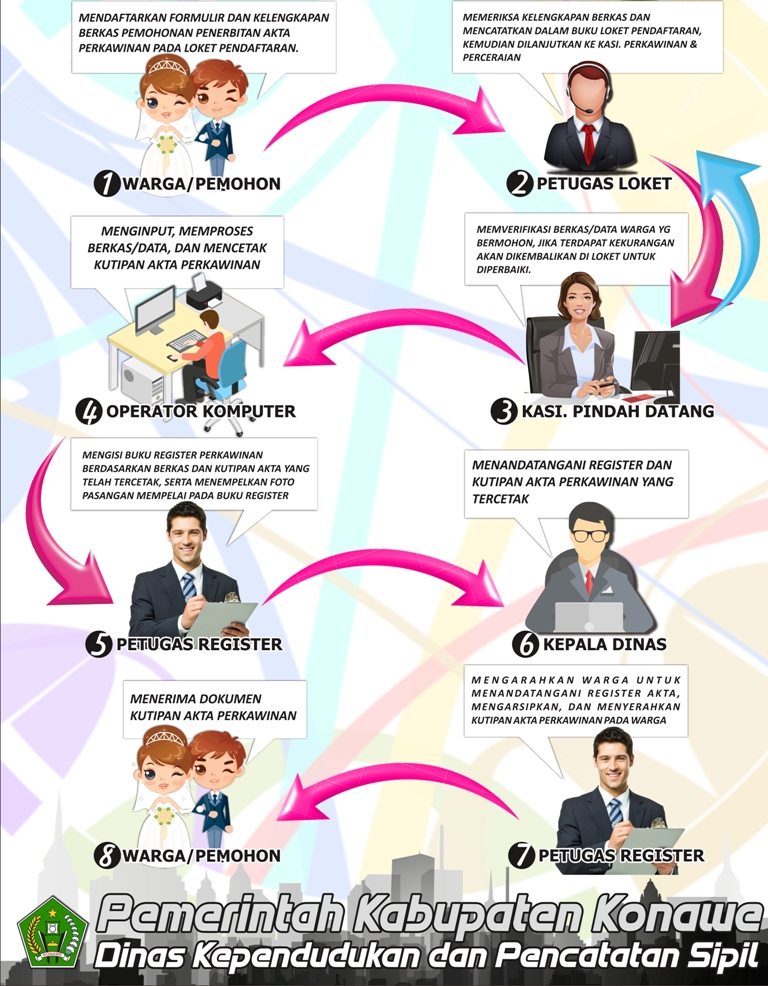 MENDAFTARKAN FORMULIR DAN KELENGKAPAN
BERKAS PEMOHONAN PENERBITAN AKTA
PERKAWINAN PADA LOKET PENDAFTARAN.
1 WARGA/PEMOHON
MEMERIKSA KELENGKAPAN BERKAS DAN
MENCATATKAN DALAM BUKU LOKET PENDAFTARAN,
KEMUDIAN DILANJUTKAN KE KASI. PERKAWINAN &
PERCERAIAN
2 PETUGAS LOKET
MEMVERIFIKASI BERKAS/DATA WARGA YG
BERMOHON, JIKA TERDAPAT KEKURANGAN
AKAN DIKEMBALIKAN DI LOKET UNTUK
DIPERBAIKI.
3 KASI. PINDAH DATANG
MENGINPUT, MEMPROSES
BERKAS/DATA, DAN MENCETAK
KUTIPAN AKTA PERKAWINAN
4 OPERATOR KOMPUTER
MENGISI BUKU REGISTER PERKAWINAN
BERDASARKAN BERKAS DAN KUTIPAN AKTA YANG
TELAH TERCETAK, SERTA MENEMPELKAN FOTO
PASANGAN MEMPELAI PADA BUKU REGISTER
5 PETUGAS REGISTER
MENANDATANGANI REGISTER DAN
KUTIPAN AKTA PERKAWINAN YANG
TERCETAK
6 KEPALA DINAS
MENGARAHKAN WARGA UNTUK
MENANDATANGANI REGISTER AKTA,
MENGARSIPKAN, DAN MENYERAHKAN
KUTIPAN AKTA PERKAWINAN PADA WARGA
7 PETUGAS REGISTER
MENERIMA DOKUMEN
KUTIPAN AKTA PERKAWINAN
8 WARGA/PEMOHON
Pemerintah Kabupaten Konawe
Dinas Kependudukan dan Pencatatan Sipil